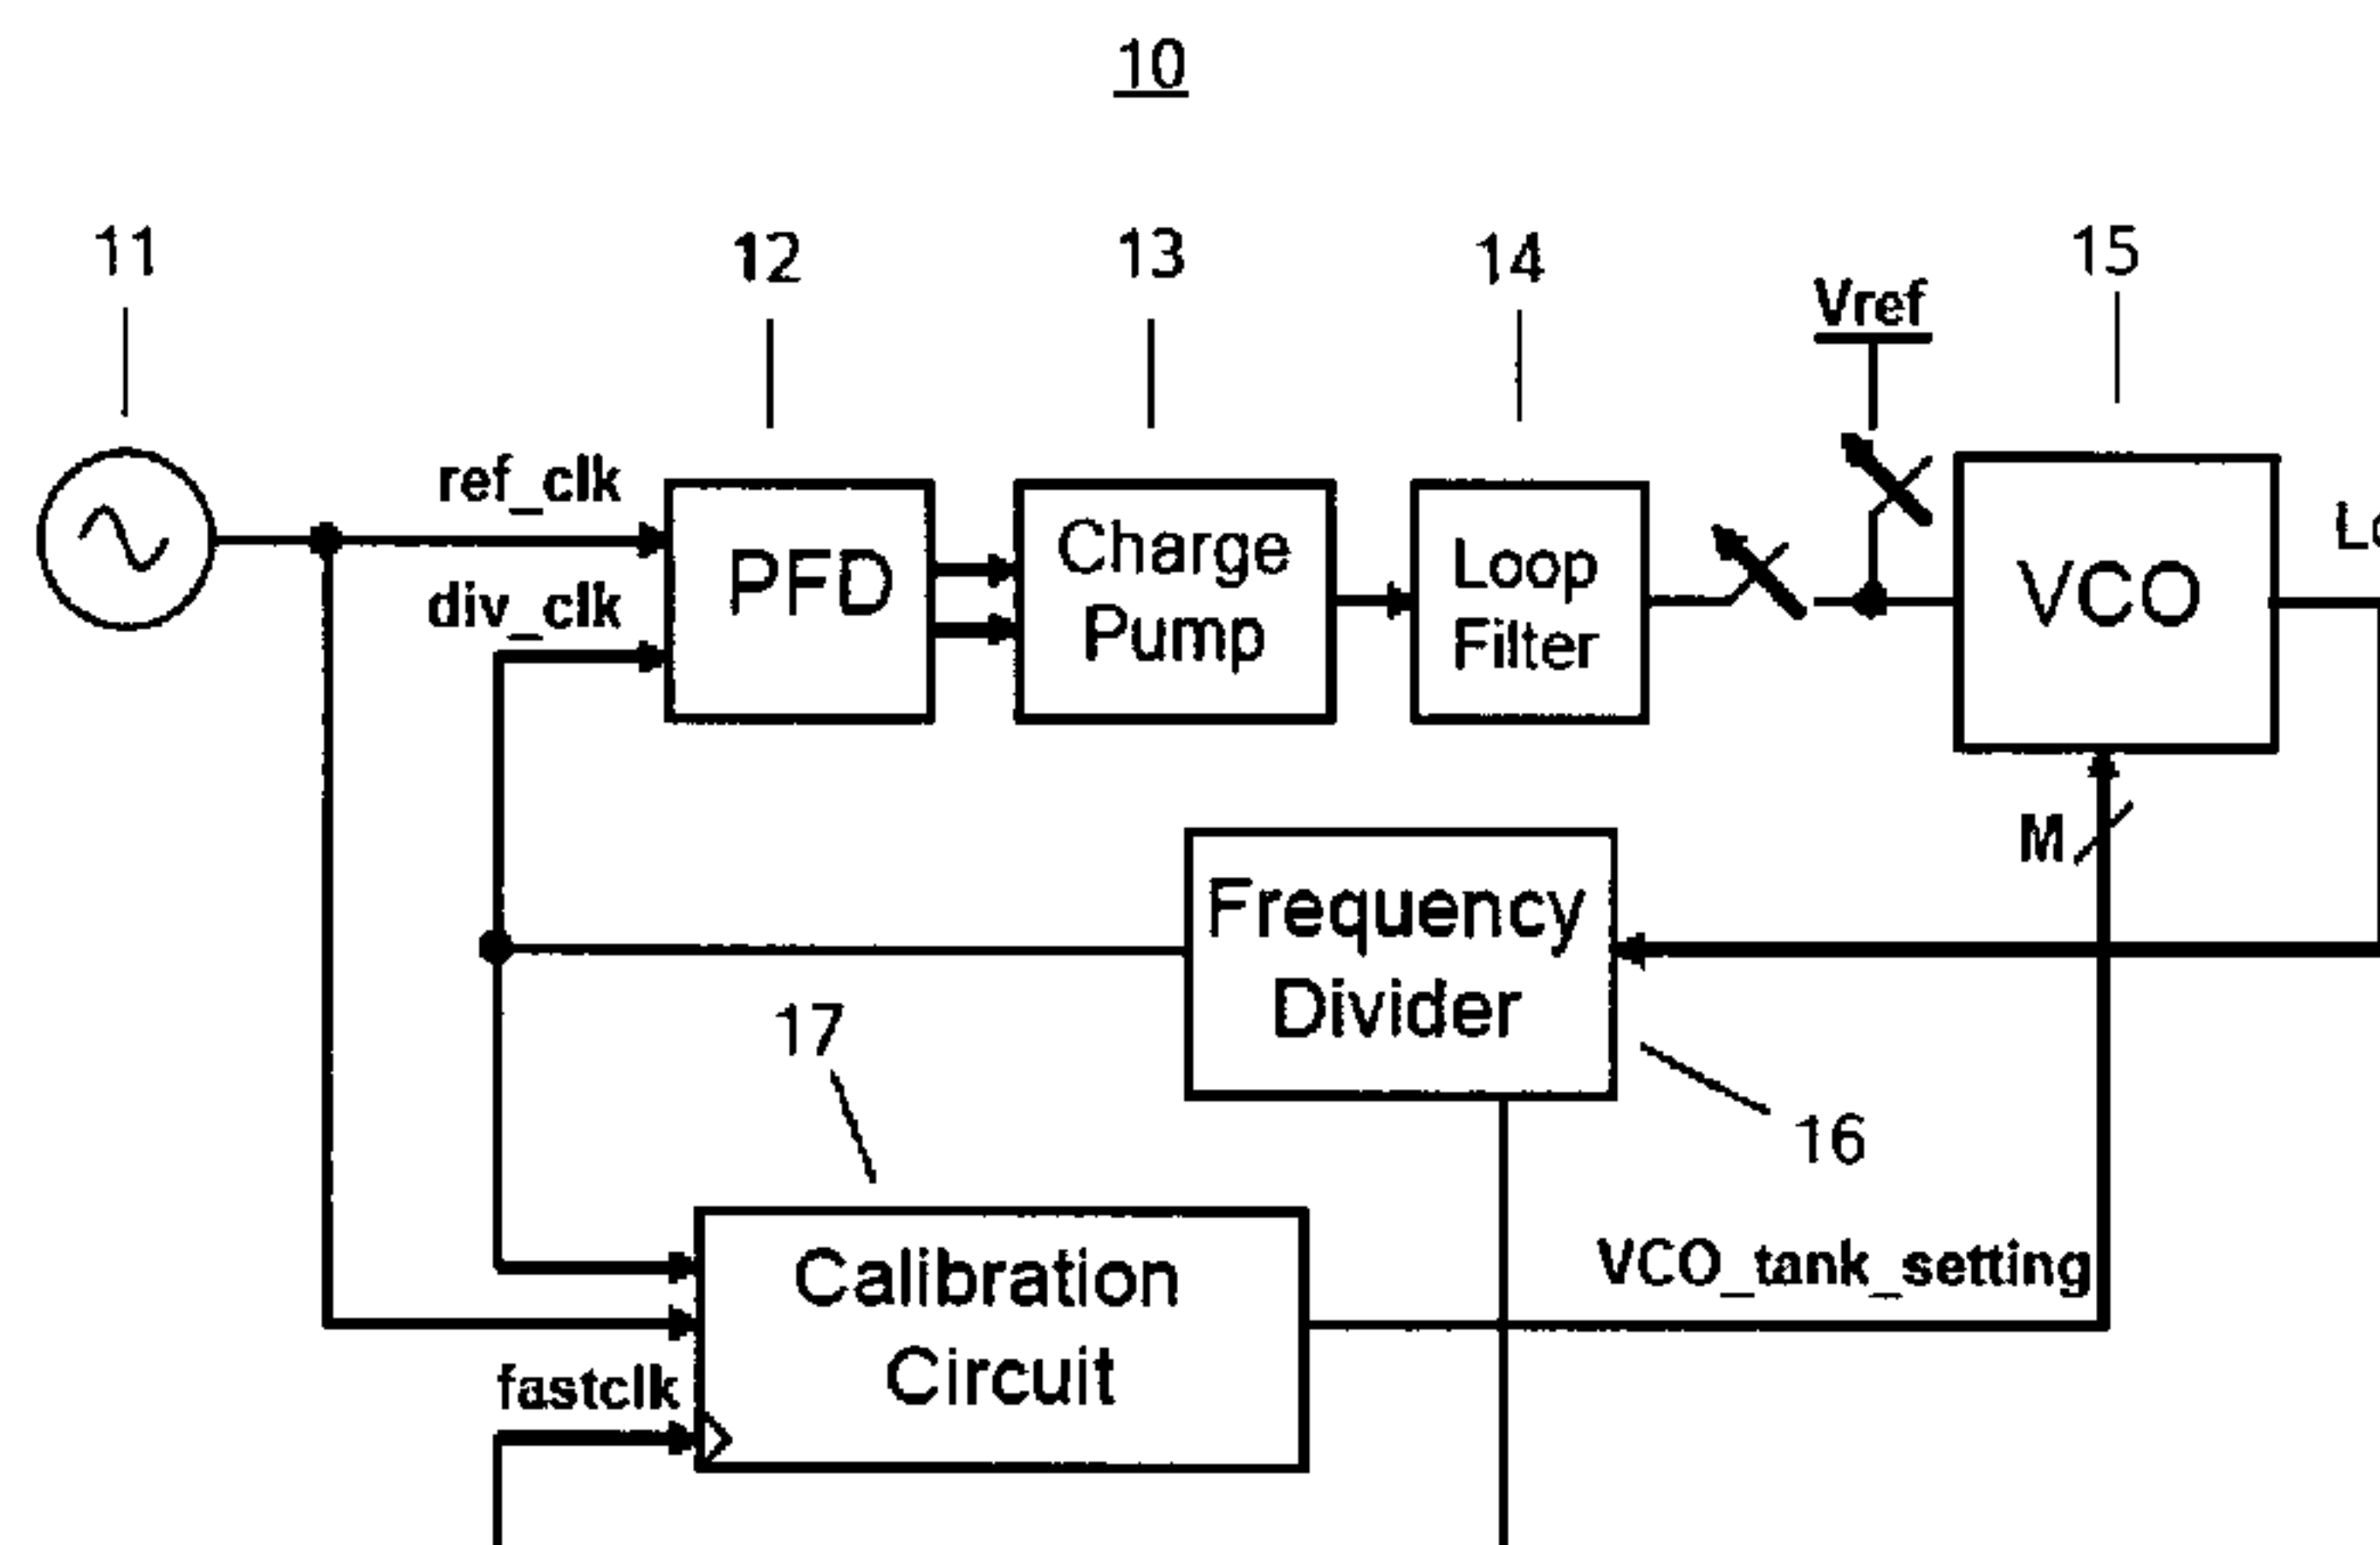 10
11
12
13
14
15
Vref
ref_clk
div_clk
PFD
Charge
Pump
Loop
Filter
VCO
M
Frequency
Divider
16
17
Calibration
Circuit
VCO_tank_setting
fastclk